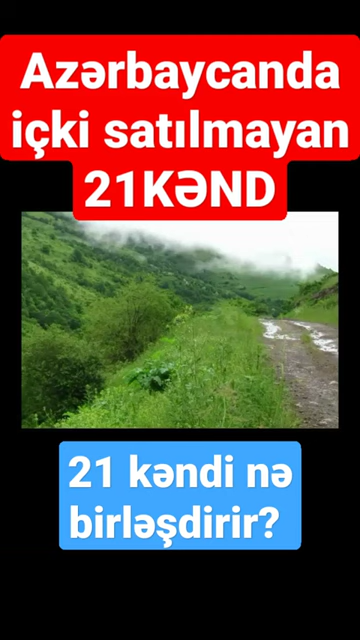 Azərbaycanda
içki satılmayan
21KƏND
21 kəndi nə
birləşdirir?